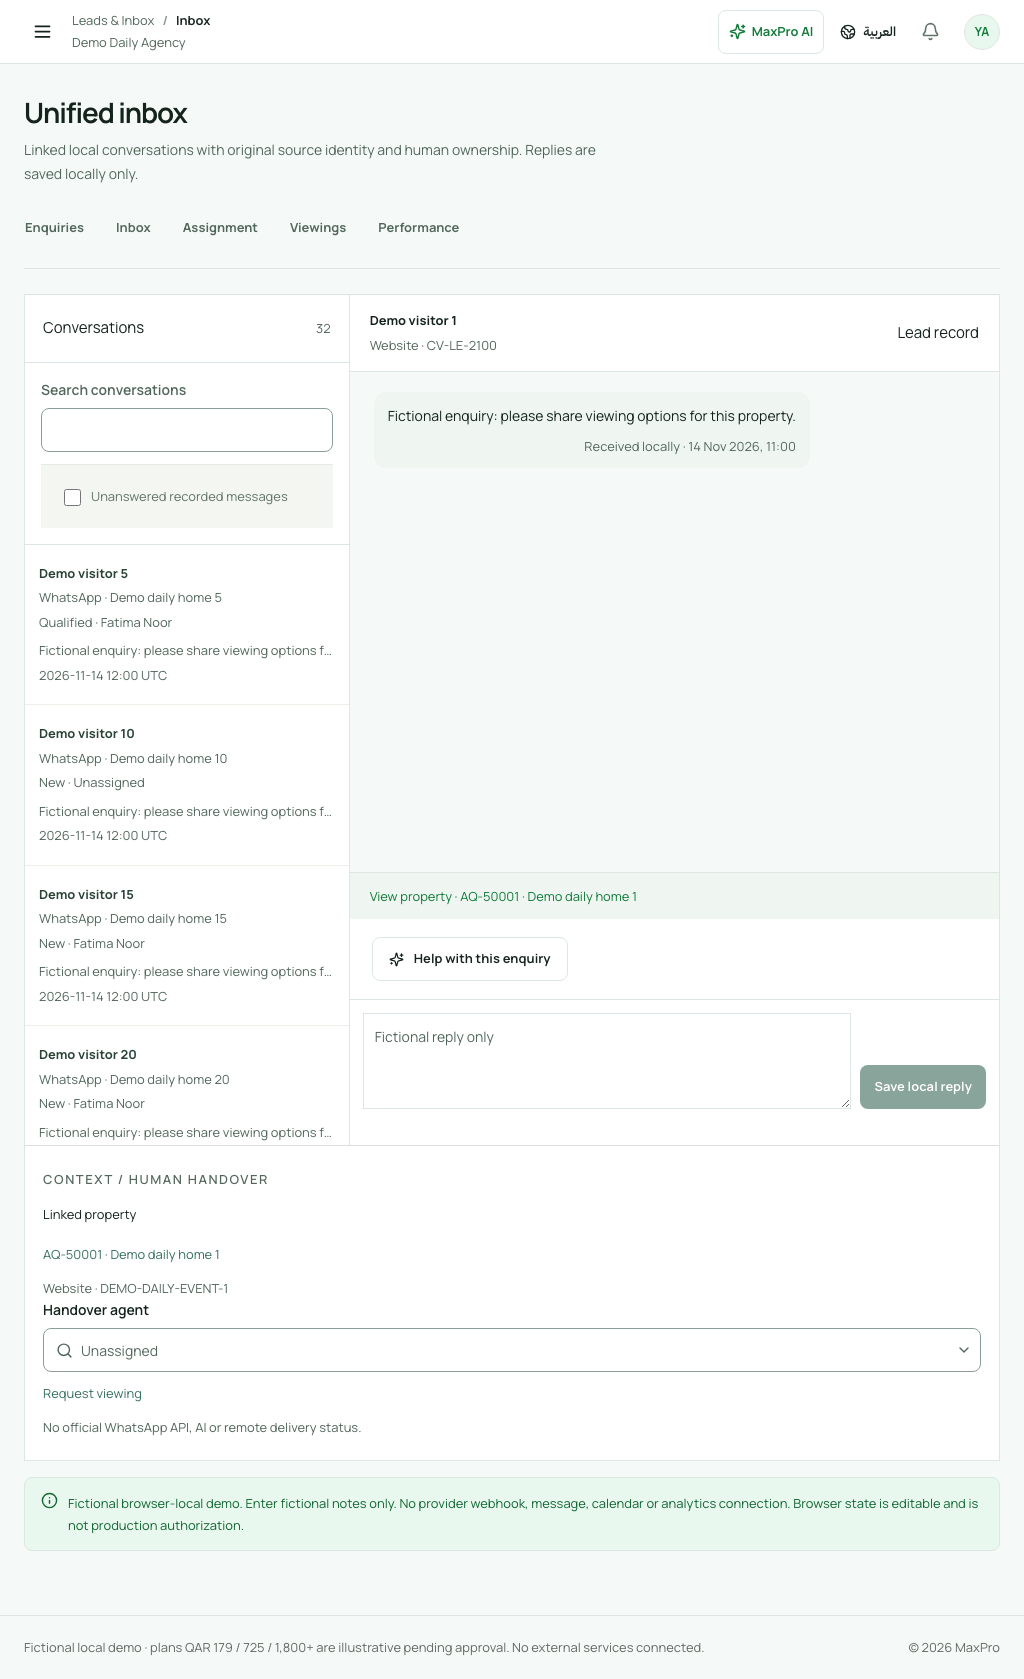 Leads & Inbox / Inbox
Demo Daily Agency
MaxPro AI
العربية
YA
Unified inbox
Linked local conversations with original source identity and human ownership. Replies are
saved locally only.
Enquiries Inbox Assignment Viewings Performance
Conversations 32
Search conversations
Unanswered recorded messages
Demo visitor 5
WhatsApp · Demo daily home 5
Qualified · Fatima Noor
Fictional enquiry: please share viewing options f...
2026-11-14 12:00 UTC
Demo visitor 10
WhatsApp · Demo daily home 10
New · Unassigned
Fictional enquiry: please share viewing options f...
2026-11-14 12:00 UTC
Demo visitor 15
WhatsApp · Demo daily home 15
New · Fatima Noor
Fictional enquiry: please share viewing options f...
2026-11-14 12:00 UTC
Demo visitor 20
WhatsApp · Demo daily home 20
New · Fatima Noor
Fictional enquiry: please share viewing options f...
Demo visitor 1
Website · CV-LE-2100
Lead record
Fictional enquiry: please share viewing options for this property.
Received locally · 14 Nov 2026, 11:00
View property · AQ-50001 · Demo daily home 1
Help with this enquiry
Fictional reply only
Save local reply
CONTEXT / HUMAN HANDOVER
Linked property
AQ-50001 · Demo daily home 1
Website · DEMO-DAILY-EVENT-1
Handover agent
Unassigned
Request viewing
No official WhatsApp API, AI or remote delivery status.
Fictional browser-local demo. Enter fictional notes only. No provider webhook, message, calendar or analytics connection. Browser state is editable and is
not production authorization.
Fictional local demo · plans QAR 179 / 725 / 1,800+ are illustrative pending approval. No external services connected.
© 2026 MaxPro